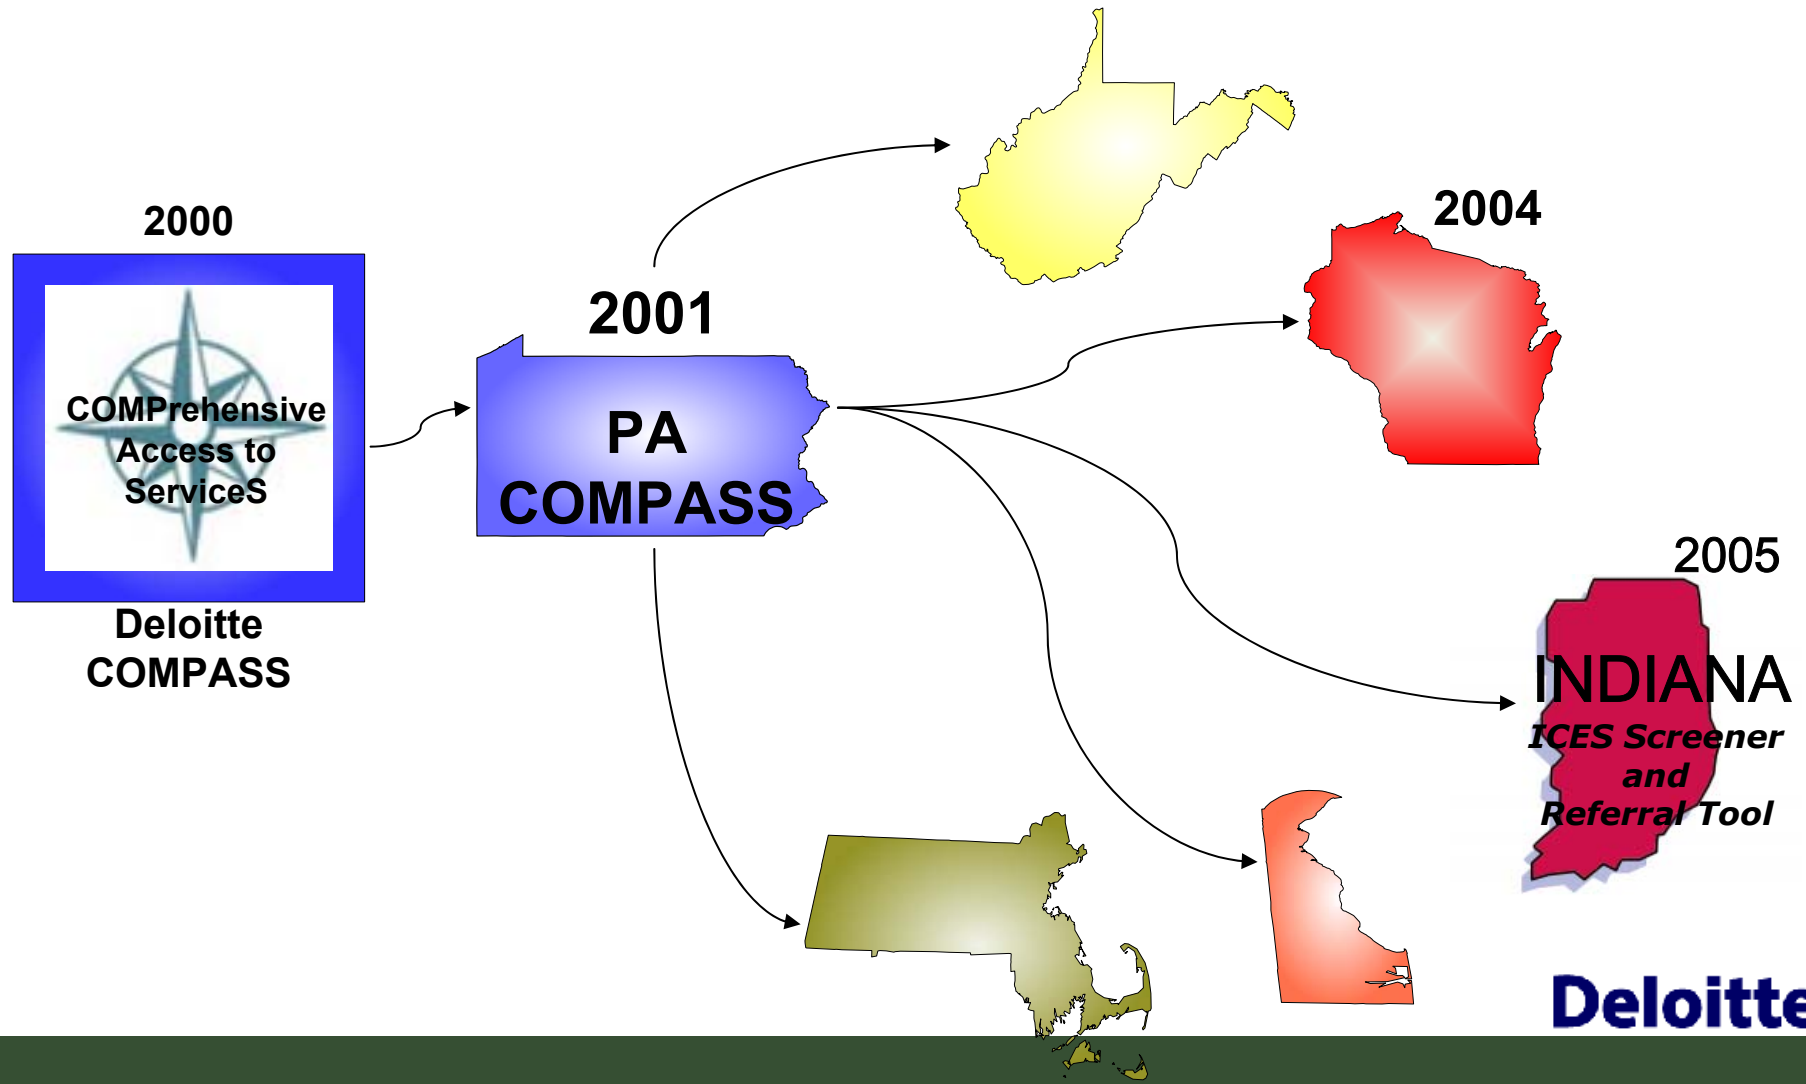 2000
COMPrehensive
Access to
ServiceS
Deloitte
COMPASS
2001
PA
COMPASS
2004
2005
INDIANA
ICES Screener
and
Referral Tool
Deloitte